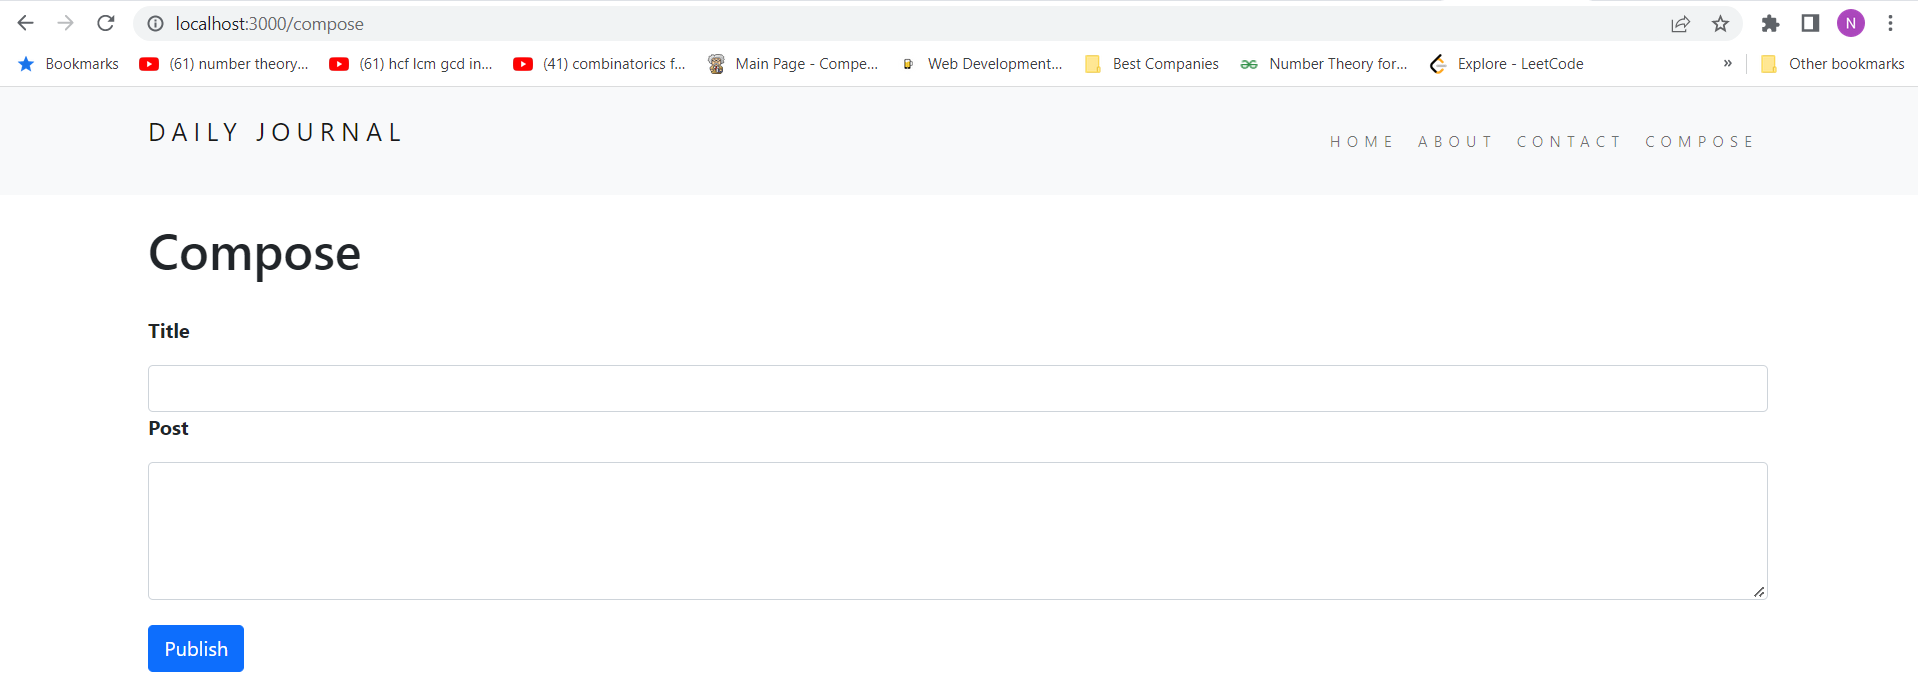 localhost:3000/compose
N
Bookmarks (61) number theory... (61) hcf lcm gcd in... (41) combinatorics f... Main Page - Compe... Web Development... Best Companies Number Theory for... Explore - LeetCode » Other bookmarks
DAILY JOURNAL
HOME ABOUT CONTACT COMPOSE
Compose
Title
Post
Publish